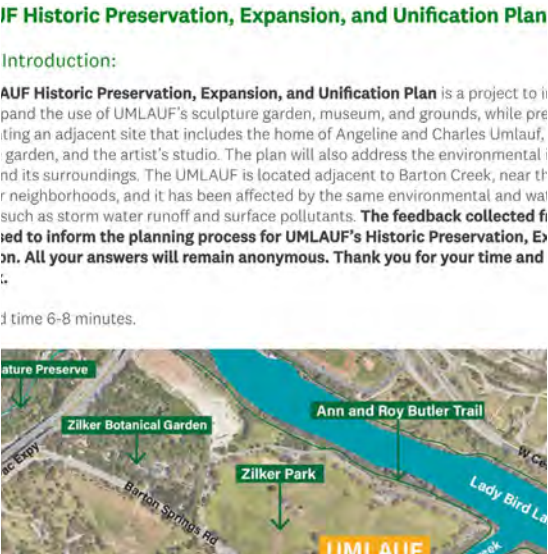 UF Historic Preservation, Expansion, and Unification Plan
Introduction:
AUF Historic Preservation, Expansion, and Unification Plan is a project to i
pand the use of UMLAUF's sculpture garden, museum, and grounds, while pre
ting an adjacent site that includes the home of Angeline and Charles Umlauf,
garden, and the artist's studio. The plan will also address the environmental i
nd its surroundings. The UMLAUF is located adjacent to Barton Creek, near th
r neighborhoods, and it has been affected by the same environmental and wa
such as storm water runoff and surface pollutants. The feedback collected f
sed to inform the planning process for UMLAUF's Historic Preservation, Ex
on. All your answers will remain anonymous. Thank you for your time and
d time 6-8 minutes.
ature Preserve
Zilker Botanical Garden
Ann and Roy Butler Trail
ac Expy
Zilker Park
W Ce
Barton Springs Rd
Lady Bird La
UMLAUF
ek